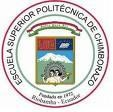 ESCUELA SUPERIOR POLITÉCNICA DE CHIMBORAZO
Fundada en 1972
Riobamba - Ecuador